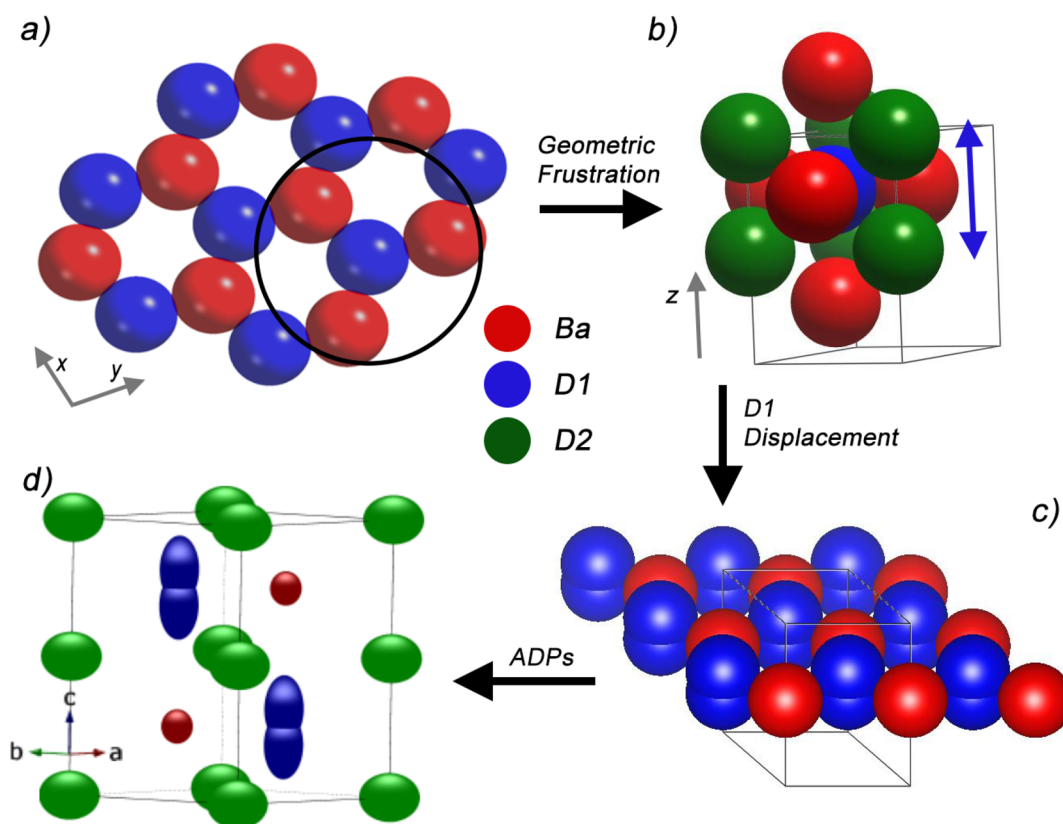 a)
b)
Geometric
Frustration
z
x
y
Ba
D1
D2
D1
Displacement
d)
c)
ADPs
c
b
a